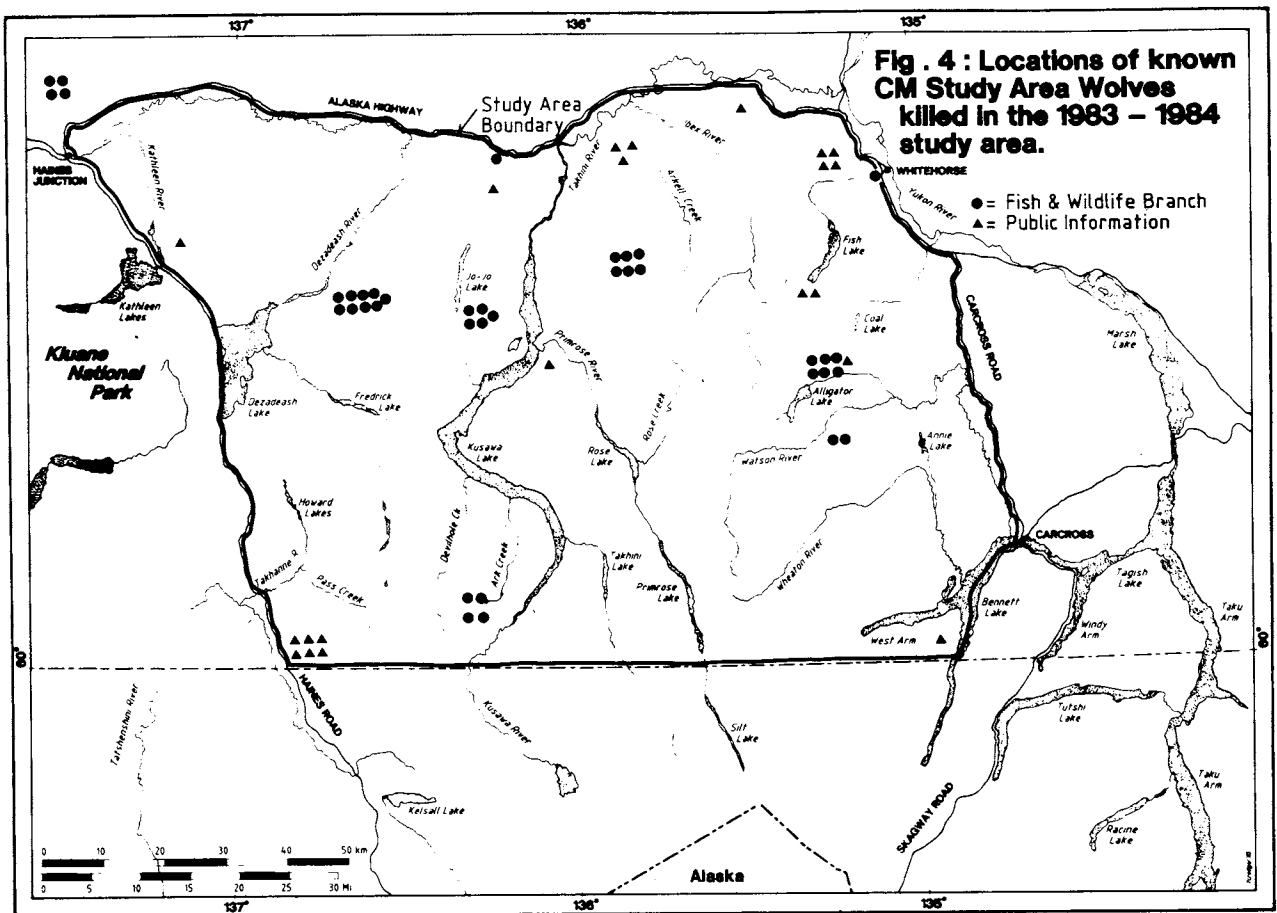 137°
136°
135°
Fig . 4 : Locations of known
CM Study Area Wolves
killed in the 1983 – 1984
study area.
● = Fish & Wildlife Branch
▲ = Public Information
ALASKA HIGHWAY
Study Area
Boundary
HAINES
JUNCTION
Kathleen River
Takhini River
Ibex River
Arkell Creek
WHITEHORSE
Yukon River
Dezadeash River
Jo-Jo
Lake
Fish
Lake
Kathleen
Lakes
Coal
Lake
CARCROSS ROAD
Marsh
Lake
Kluane
National
Park
Primrose
River
Dezadeash
Lake
Fredrick
Lake
Alligator
Lake
Kusawa
Lake
Rose
Lake
Rose Creek
Watson River
Annie
Lake
Howard
Lakes
Devilhole Ck
Ark Creek
Takhini
Lake
Wheaton River
CARCROSS
Takhanne R.
Pass Creek
Primrose
Lake
Bennett
Lake
Tagish
Lake
Windy
Arm
Taku
Arm
West Arm
60°
60°
Tatshenshini River
HAINES ROAD
Kusawa River
Silt
Lake
Tutshi
Lake
Kelsall Lake
SKAGWAY ROAD
Taku
Arm
Racine
Lake
0 10 20 30 40 50 km
0 5 10 15 20 25 30 Mi
Alaska
137°
136°
135°